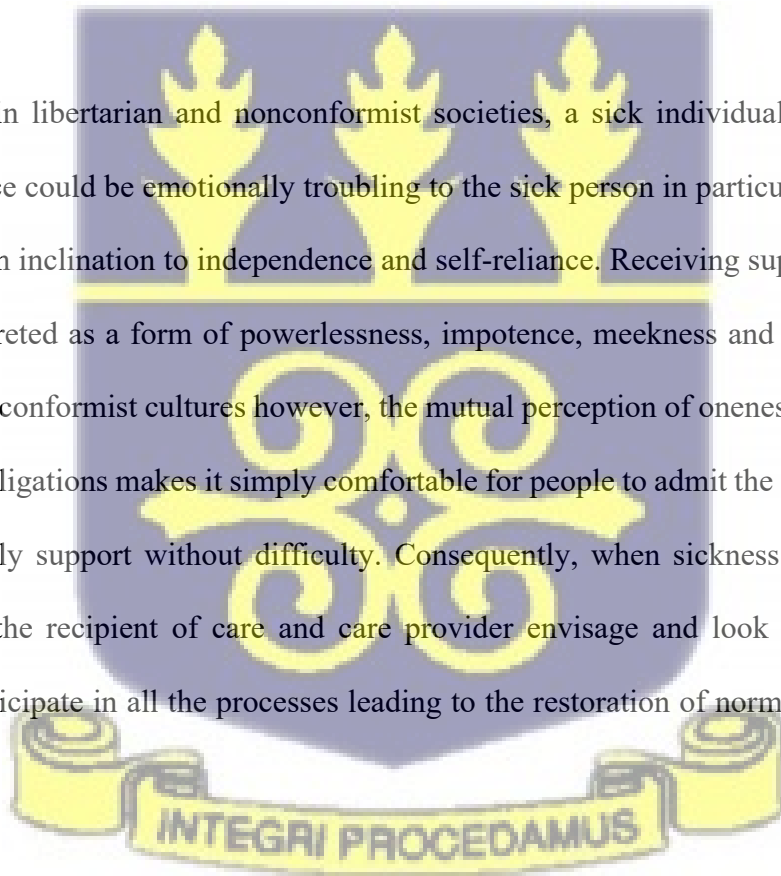 in libertarian and nonconformist societies, a sick individual
ce could be emotionally troubling to the sick person in particu
n inclination to independence and self-reliance. Receiving sup
reted as a form of powerlessness, impotence, meekness and
conformist cultures however, the mutual perception of onenes
ligations makes it simply comfortable for people to admit the
ly support without difficulty. Consequently, when sickness
the recipient of care and care provider envisage and look
icipate in all the processes leading to the restoration of norm
INTEGRI PROCEDAMUS